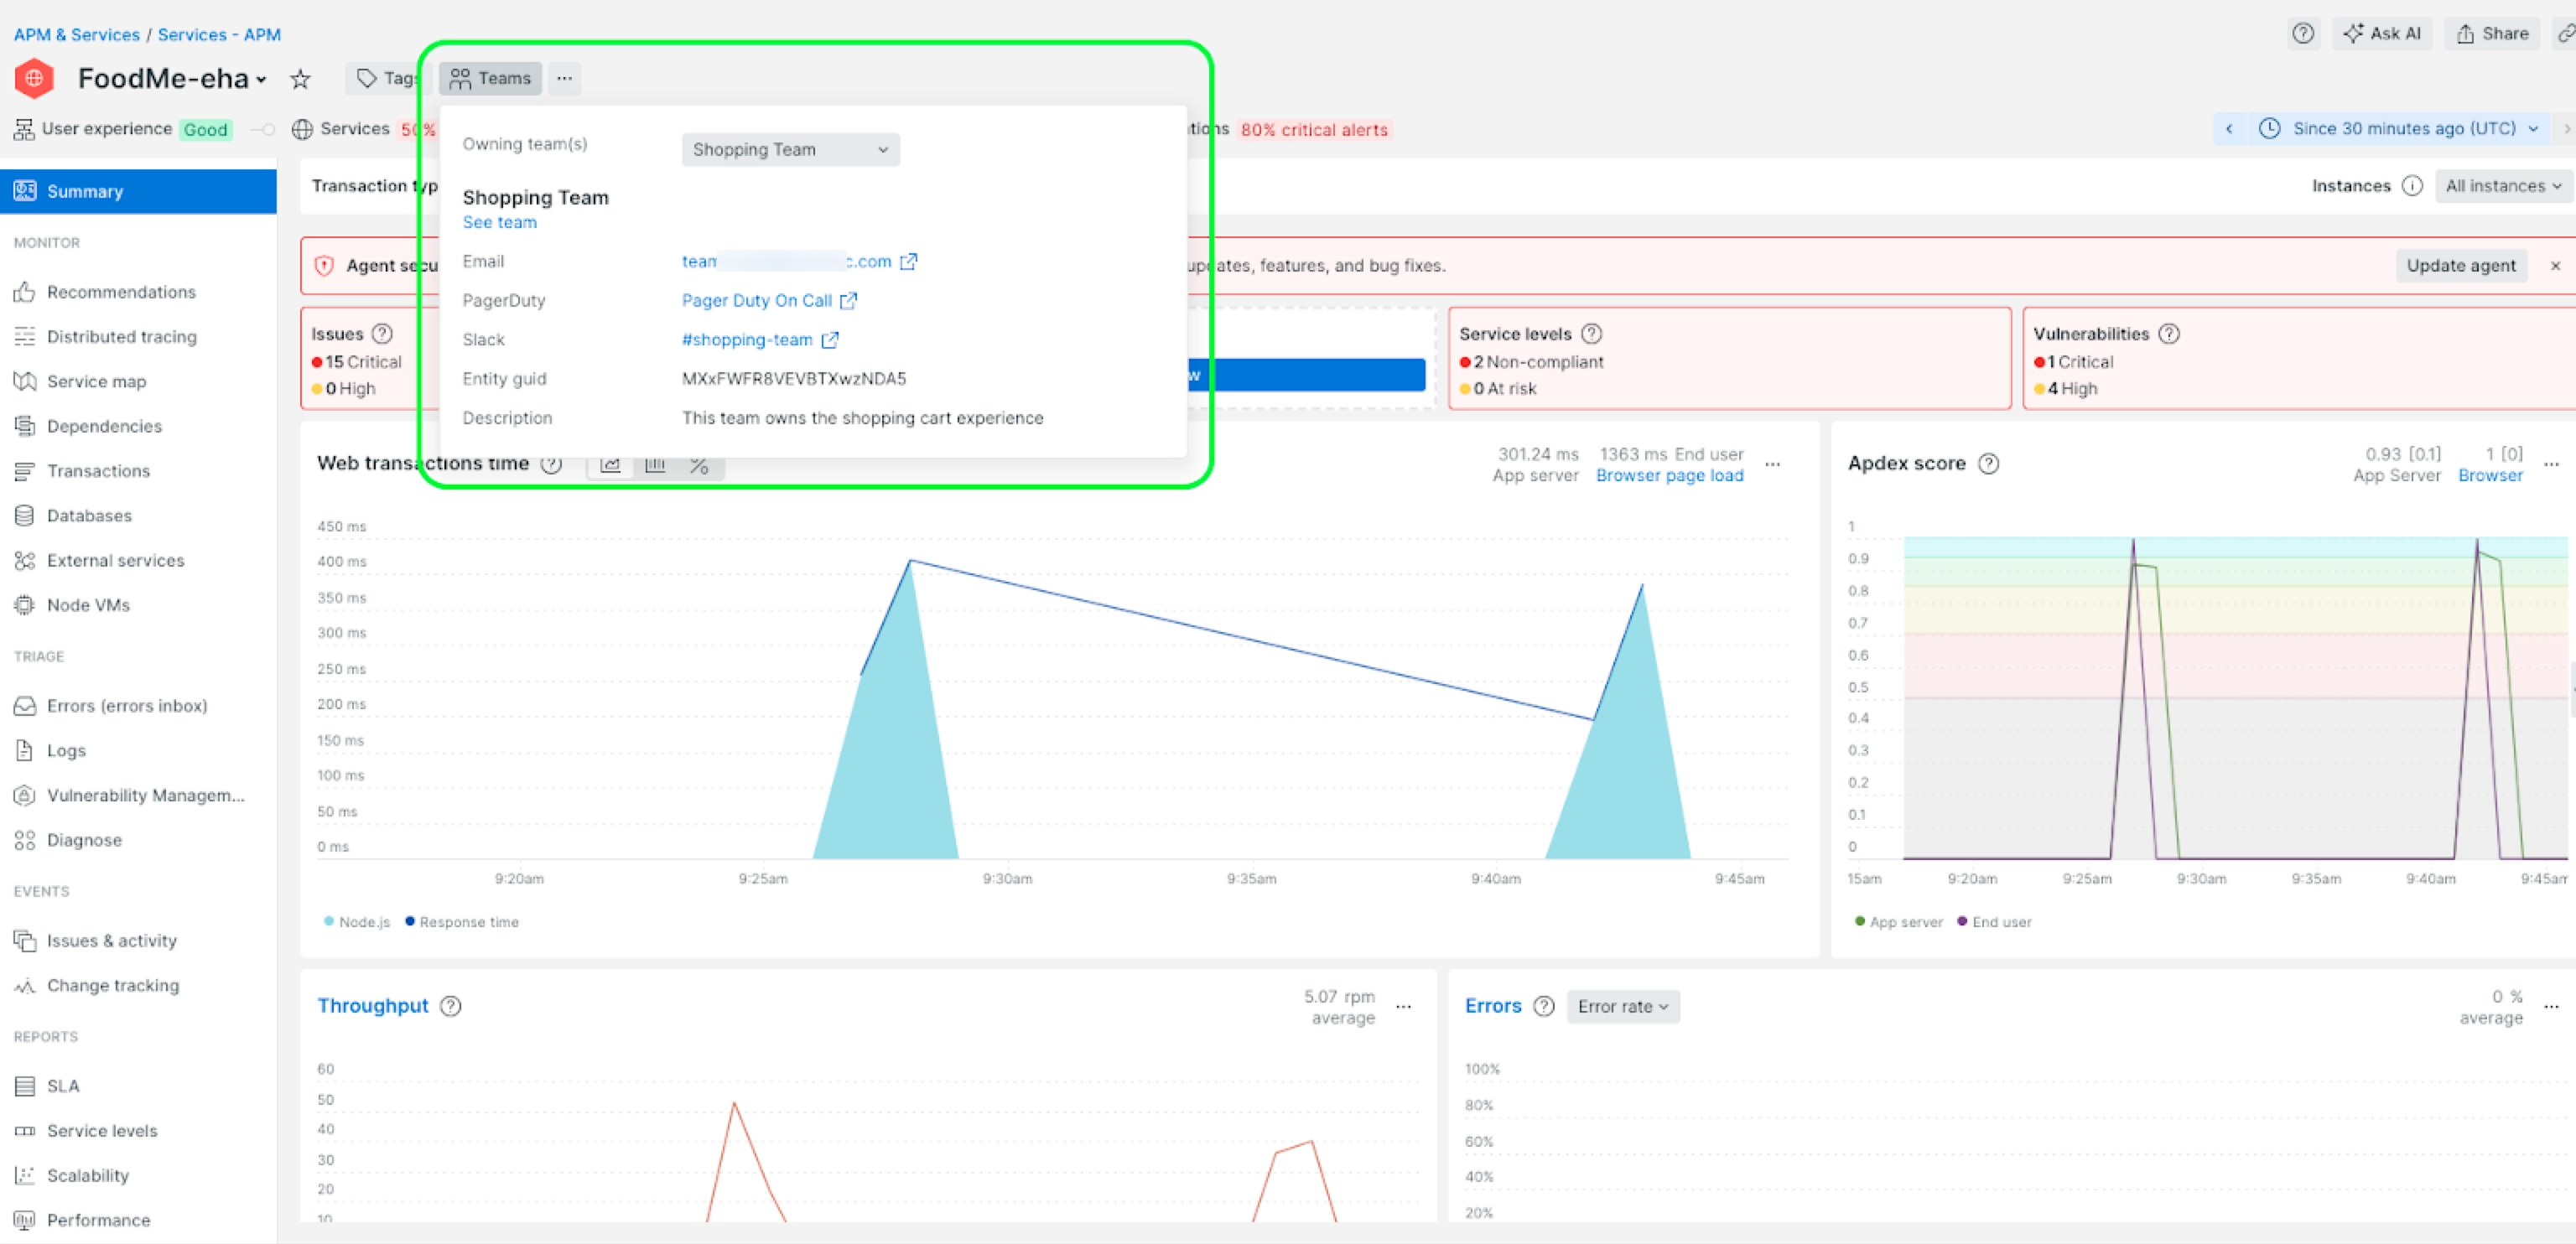 APM & Services / Services - APM
Ask AI
Share
FoodMe-eha
Tags
Teams
...
User experience Good
Services 50%
80% critical alerts
Since 30 minutes ago (UTC)
Owning team(s)
Shopping Team
Shopping Team
See team
Email
.com
PagerDuty
Pager Duty On Call
Slack
#shopping-team
Entity guid
MXxFWFR8VEVBTXwzNDA5
Description
This team owns the shopping cart experience
Summary
MONITOR
Recommendations
Distributed tracing
Service map
Dependencies
Transactions
Databases
External services
Node VMs
TRIAGE
Errors (errors inbox)
Logs
Vulnerability Managem...
Diagnose
EVENTS
Issues & activity
Change tracking
REPORTS
SLA
Service levels
Scalability
Performance
Transaction typ
Instances
All instances
Agent secu
updates, features, and bug fixes.
Update agent
Issues
15 Critical
0 High
w
Service levels
2 Non-compliant
0 At risk
Vulnerabilities
1 Critical
4 High
Web transactions time
301.24 ms
App server
1363 ms End user
Browser page load
...
450 ms
400 ms
350 ms
300 ms
250 ms
200 ms
150 ms
100 ms
50 ms
0 ms
9:20am
9:25am
9:30am
9:35am
9:40am
9:45am
Node.js
Response time
Apdex score
0.93 [0.1]
App Server
1 [0]
Browser
...
1
0.9
0.8
0.7
0.6
0.5
0.4
0.3
0.2
0.1
0
15am
9:20am
9:25am
9:30am
9:35am
9:40am
9:45am
App server
End user
Throughput
5.07 rpm
average
...
60
50
40
30
20
10
Errors
Error rate
0 %
average
...
100%
80%
60%
40%
20%